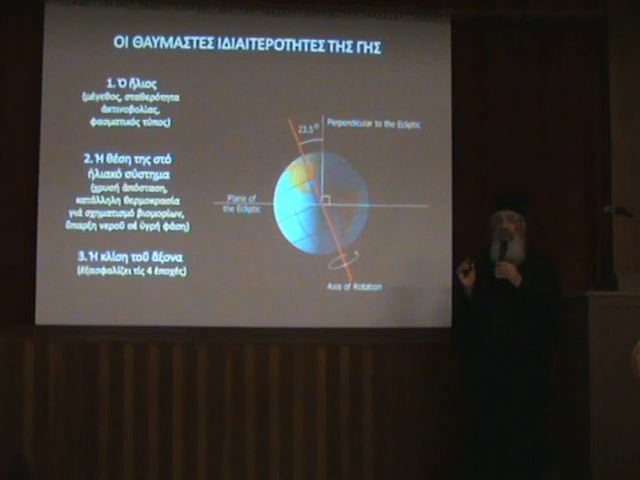 ΟΙ ΘΑΥΜΑΣΤΕΣ ΙΔΙΑΙΤΕΡΟΤΗΤΕΣ ΤΗΣ ΓΗΣ
1. Ὁ ἥλιος
(μέγεθος, σταθερότητα
ἀκτινοβολίας,
φασματικός τύπος)
2. Ἡ θέση της στό
ἡλιακό σύστημα
(χρυσή ἀπόσταση,
κατάλληλη θερμοκρασία
γιά σχηματισμό βιομορίων,
ὕπαρξη νεροῦ σέ ὑγρή φάση)
3. Ἡ κλίση τοῦ ἄξονα
(ἐξασφαλίζει τίς 4 ἐποχές)
23.5°
Perpendicular to the Ecliptic
Plane of
the Ecliptic
Axis of Rotation